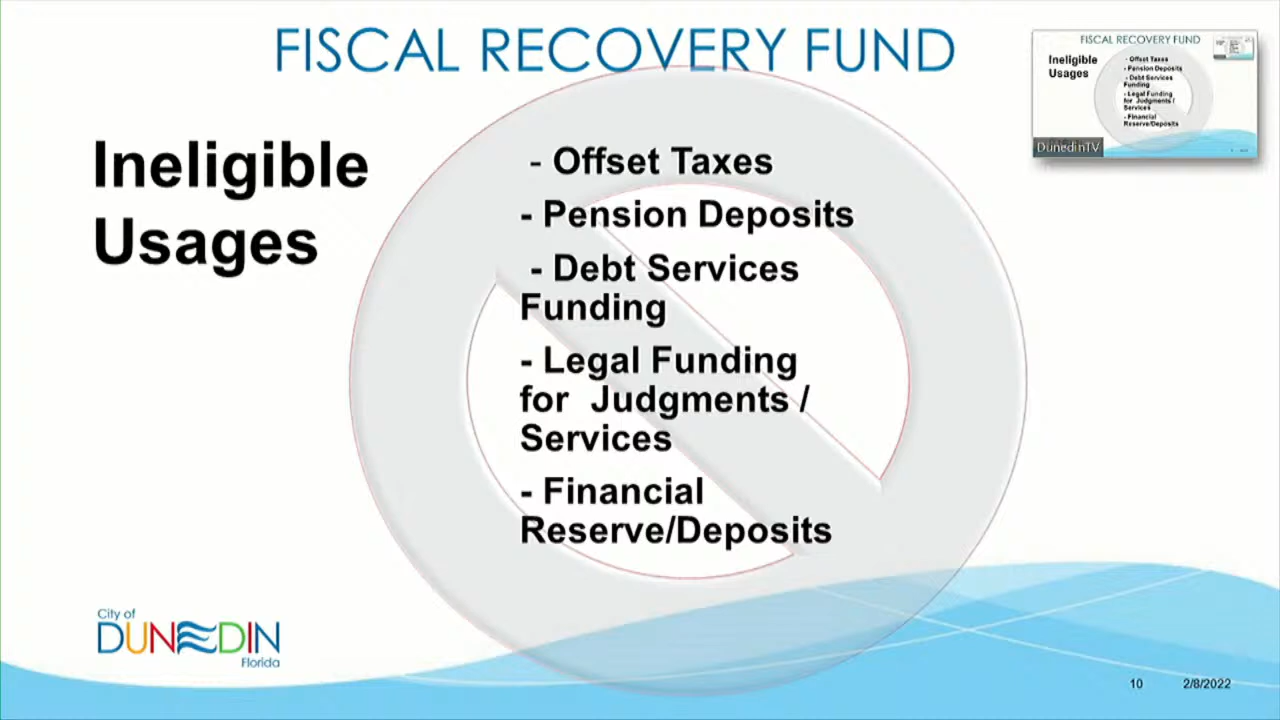 FISCAL RECOVERY FUND
Ineligible
Usages
- Offset Taxes
- Pension Deposits
- Debt Services
Funding
- Legal Funding
for Judgments /
Services
- Financial
Reserve/Deposits
City of
DUNEDIN
Florida
10
2/8/2022
FISCAL RECOVERY FUND
Ineligible
Usages
- Offset Taxes
- Pension Deposits
- Debt Services
Funding
- Legal Funding
for Judgments /
Services
- Financial
Reserve/Deposits
DunedinTV